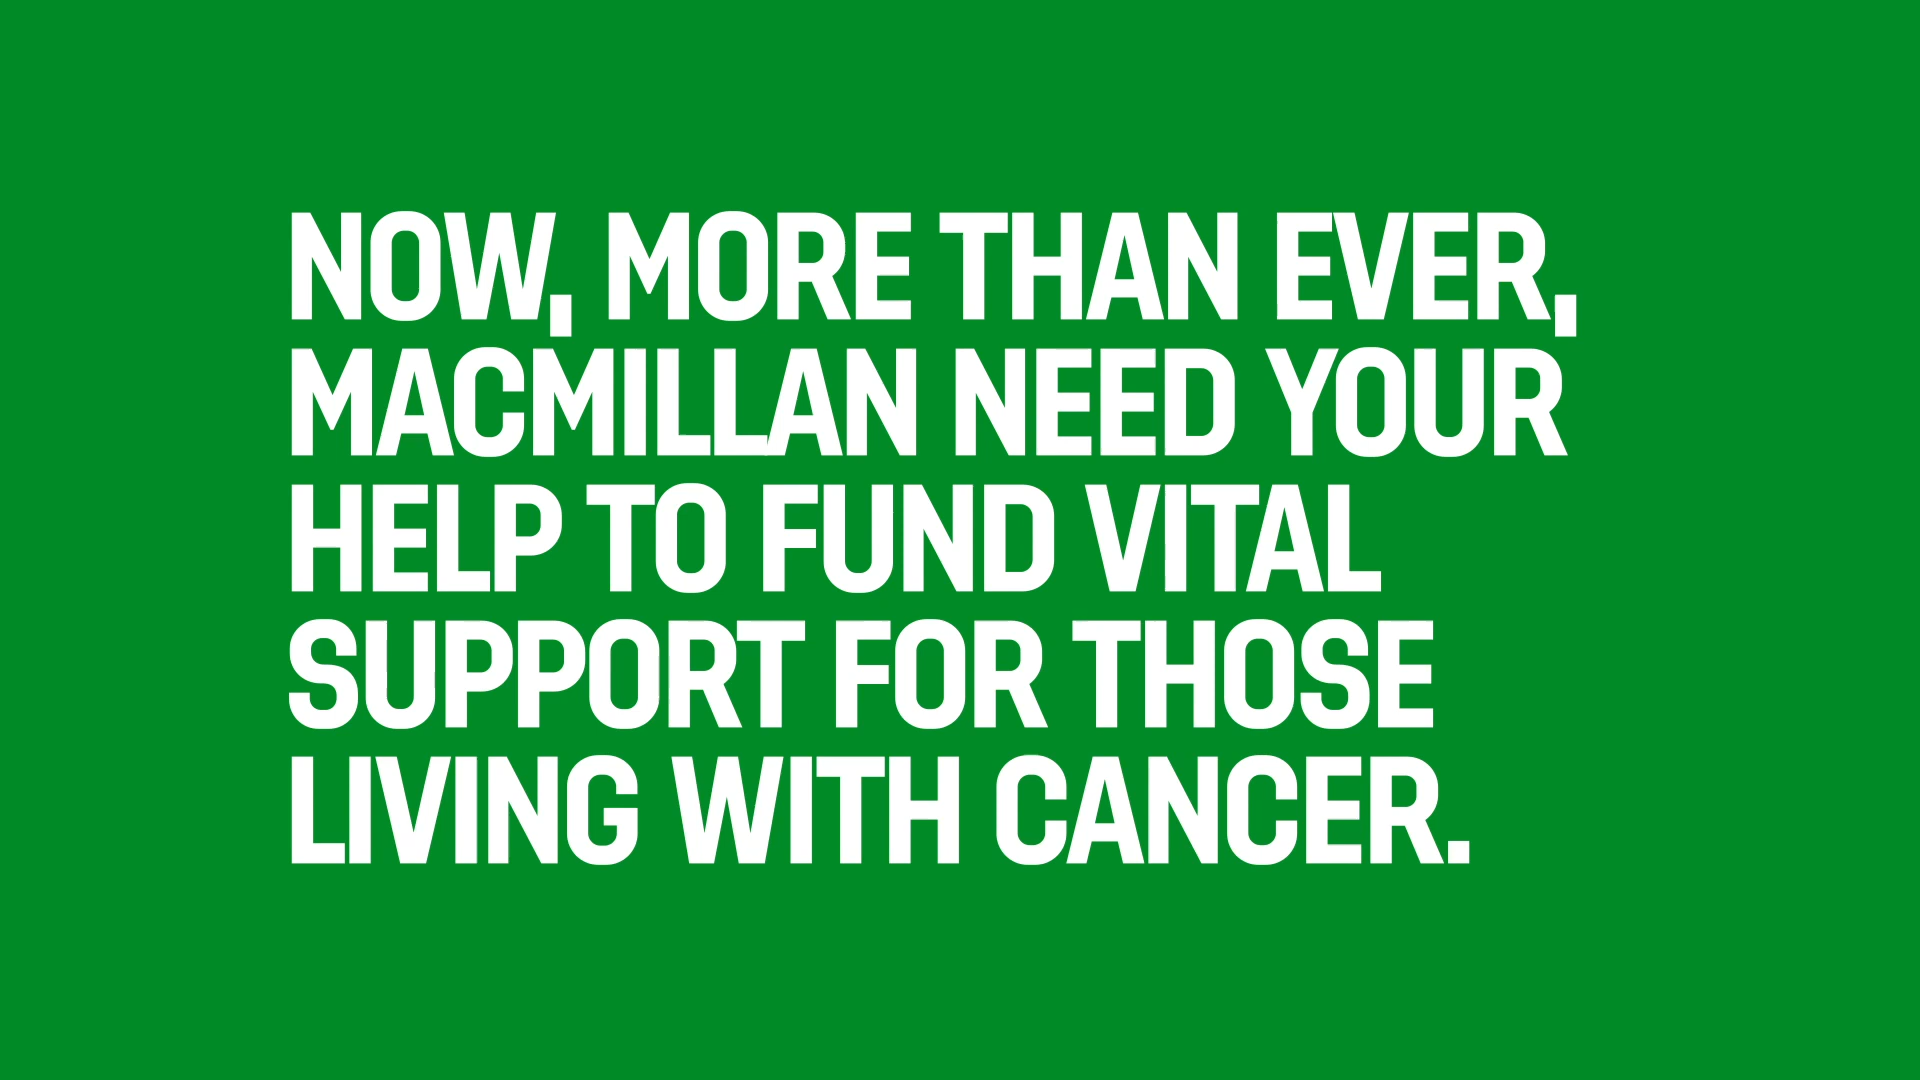 NOW, MORE THAN EVER,
MACMILLAN NEED YOUR
HELP TO FUND VITAL
SUPPORT FOR THOSE
LIVING WITH CANCER.